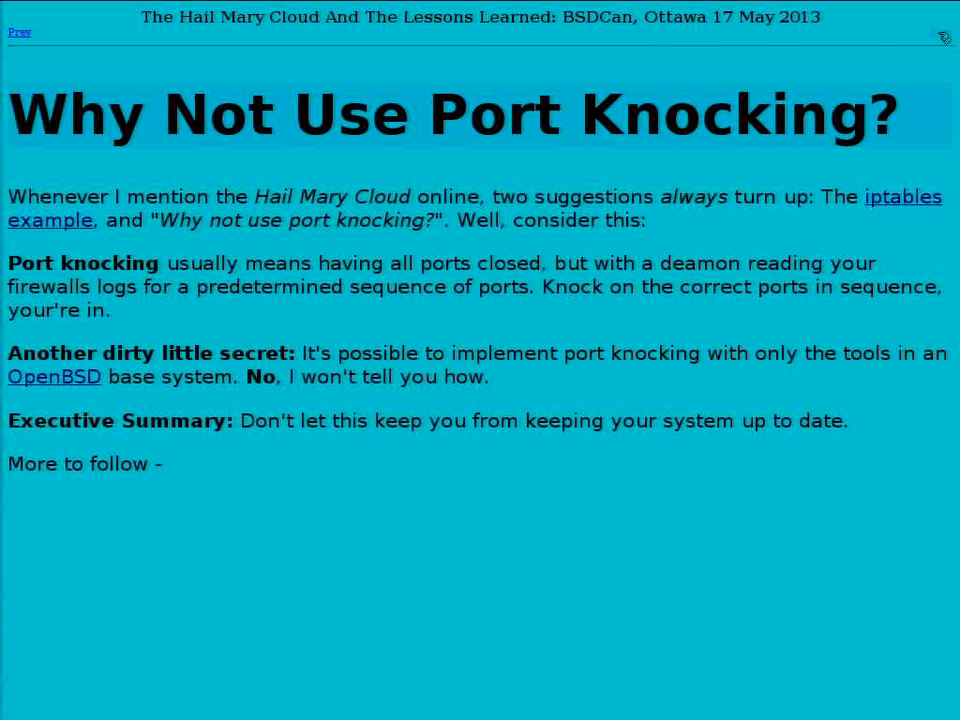 The Hail Mary Cloud And The Lessons Learned: BSDCan, Ottawa 17 May 2013
Prev
Why Not Use Port Knocking?
Whenever I mention the Hail Mary Cloud online, two suggestions always turn up: The iptables
example, and "Why not use port knocking?". Well, consider this:
Port knocking usually means having all ports closed, but with a deamon reading your
firewalls logs for a predetermined sequence of ports. Knock on the correct ports in sequence,
your're in.
Another dirty little secret: It's possible to implement port knocking with only the tools in an
OpenBSD base system. No, I won't tell you how.
Executive Summary: Don't let this keep you from keeping your system up to date.
More to follow -